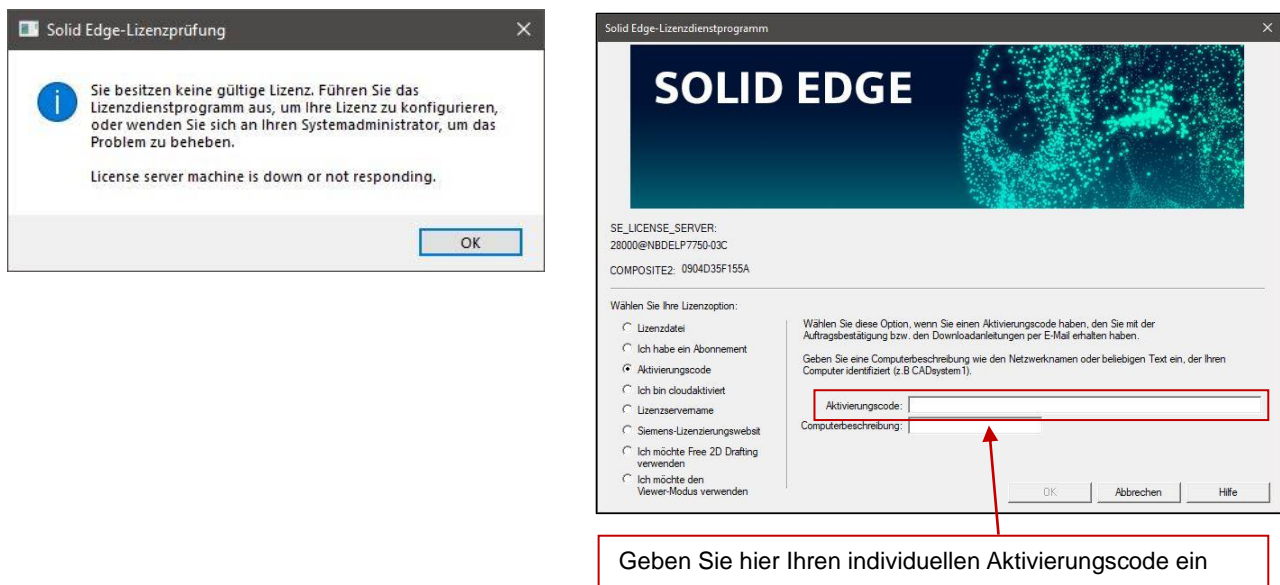 Solid Edge-Lizenzprüfung
Sie besitzen keine gültige Lizenz. Führen Sie das
Lizenzdienstprogramm aus, um Ihre Lizenz zu konfigurieren,
oder wenden Sie sich an Ihren Systemadministrator, um das
Problem zu beheben.
License server machine is down or not responding.
OK
Solid Edge-Lizenzdienstprogramm
SOLID EDGE
SE_LICENSE_SERVER:
28000@NBDELP7750-03C
COMPOSITE2: 0904D35F155A
Wählen Sie Ihre Lizenzoption:
Lizenzdatei
Ich habe ein Abonnement
Aktivierungscode
Ich bin cloudaktiviert
Lizenzservername
Siemens-Lizenzierungswebsit
Ich möchte Free 2D Drafting
verwenden
Ich möchte den
Viewer-Modus verwenden
Wählen Sie diese Option, wenn Sie einen Aktivierungscode haben, den Sie mit der
Auftragsbestätigung bzw. den Downloadanleitungen per E-Mail erhalten haben.
Geben Sie eine Computerbeschreibung wie den Netzwerknamen oder beliebigen Text ein, der Ihren
Computer identifiziert (z.B CADsystem1).
Aktivierungscode:
Computerbeschreibung:
OK Abbrechen Hilfe
Geben Sie hier Ihren individuellen Aktivierungscode ein